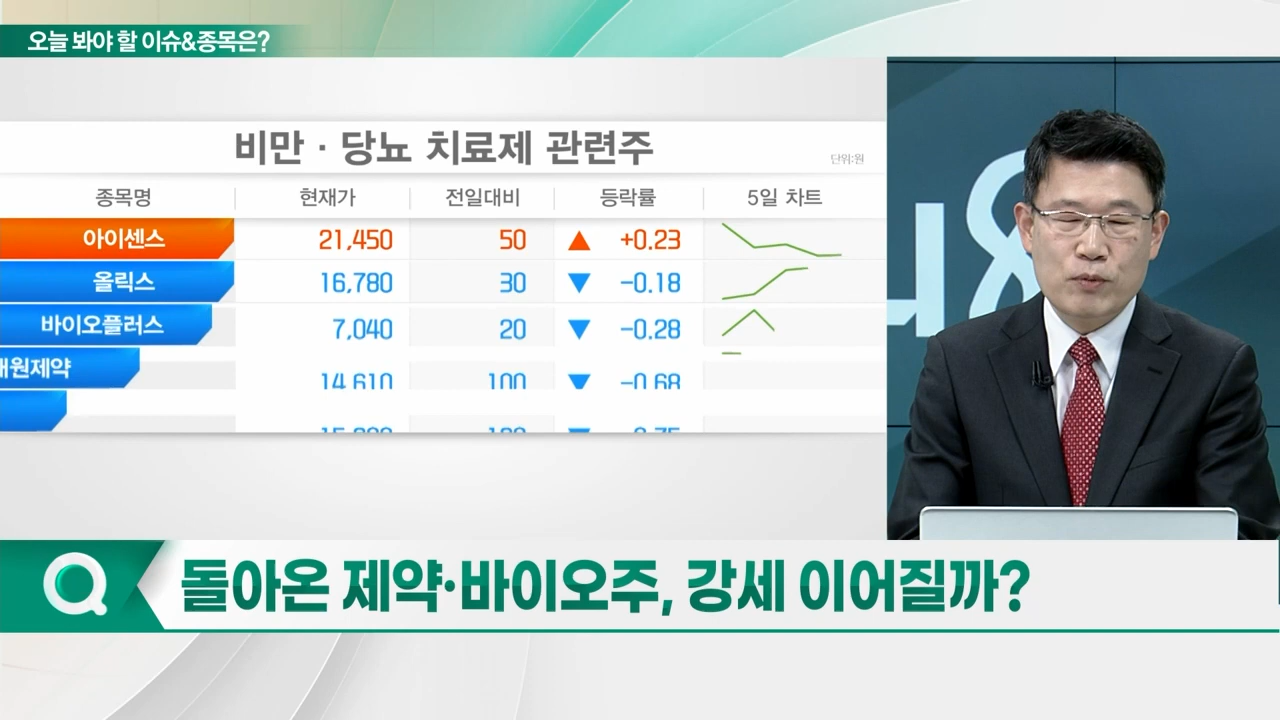 오늘 봐야 할 이슈&종목은?
비만·당뇨 치료제 관련주
단위:원
종목명 현재가 전일대비 등락률 5일 차트
아이센스 21,450 50 ▲ +0.23
올릭스 16,780 30 ▼ -0.18
바이오플러스 7,040 20 ▼ -0.28
원제약 14,610 100 ▼ -0.68
Q 돌아온 제약·바이오주, 강세 이어질까?